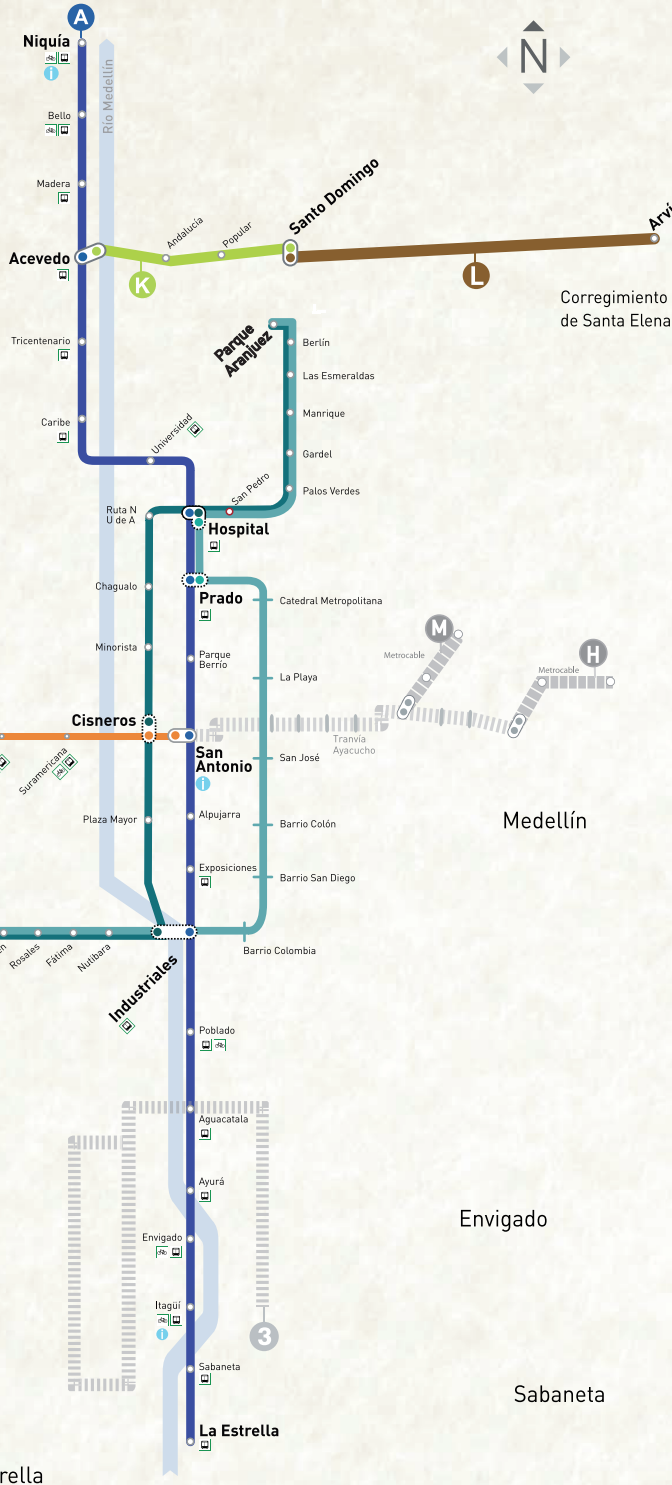 A
Niquía
i
Río Medellín
N
Bello
Madera
Santo Domingo
Andalucía
Popular
Arví
Acevedo
K
L
Corregimiento
de Santa Elena
Tricentenario
Parque
Aranjuez
Berlín
Las Esmeraldas
Manrique
Caribe
Universidad
Gardel
Palos Verdes
San Pedro
Ruta N
U de A
Hospital
Chagualo
Prado
Catedral Metropolitana
M
Metrocable
H
Metrocable
Minorista
Parque
Berrío
La Playa
Cisneros
Suramericana
San
Antonio
i
Tranvía
Ayacucho
San José
Plaza Mayor
Alpujarra
Barrio Colón
Medellín
Exposiciones
Barrio San Diego
Rosales
Fátima
Nutibara
Barrio Colombia
Industriales
Poblado
Aguacatala
Ayurá
Envigado
Envigado
Itagüí
i
3
Sabaneta
Sabaneta
La Estrella
rella